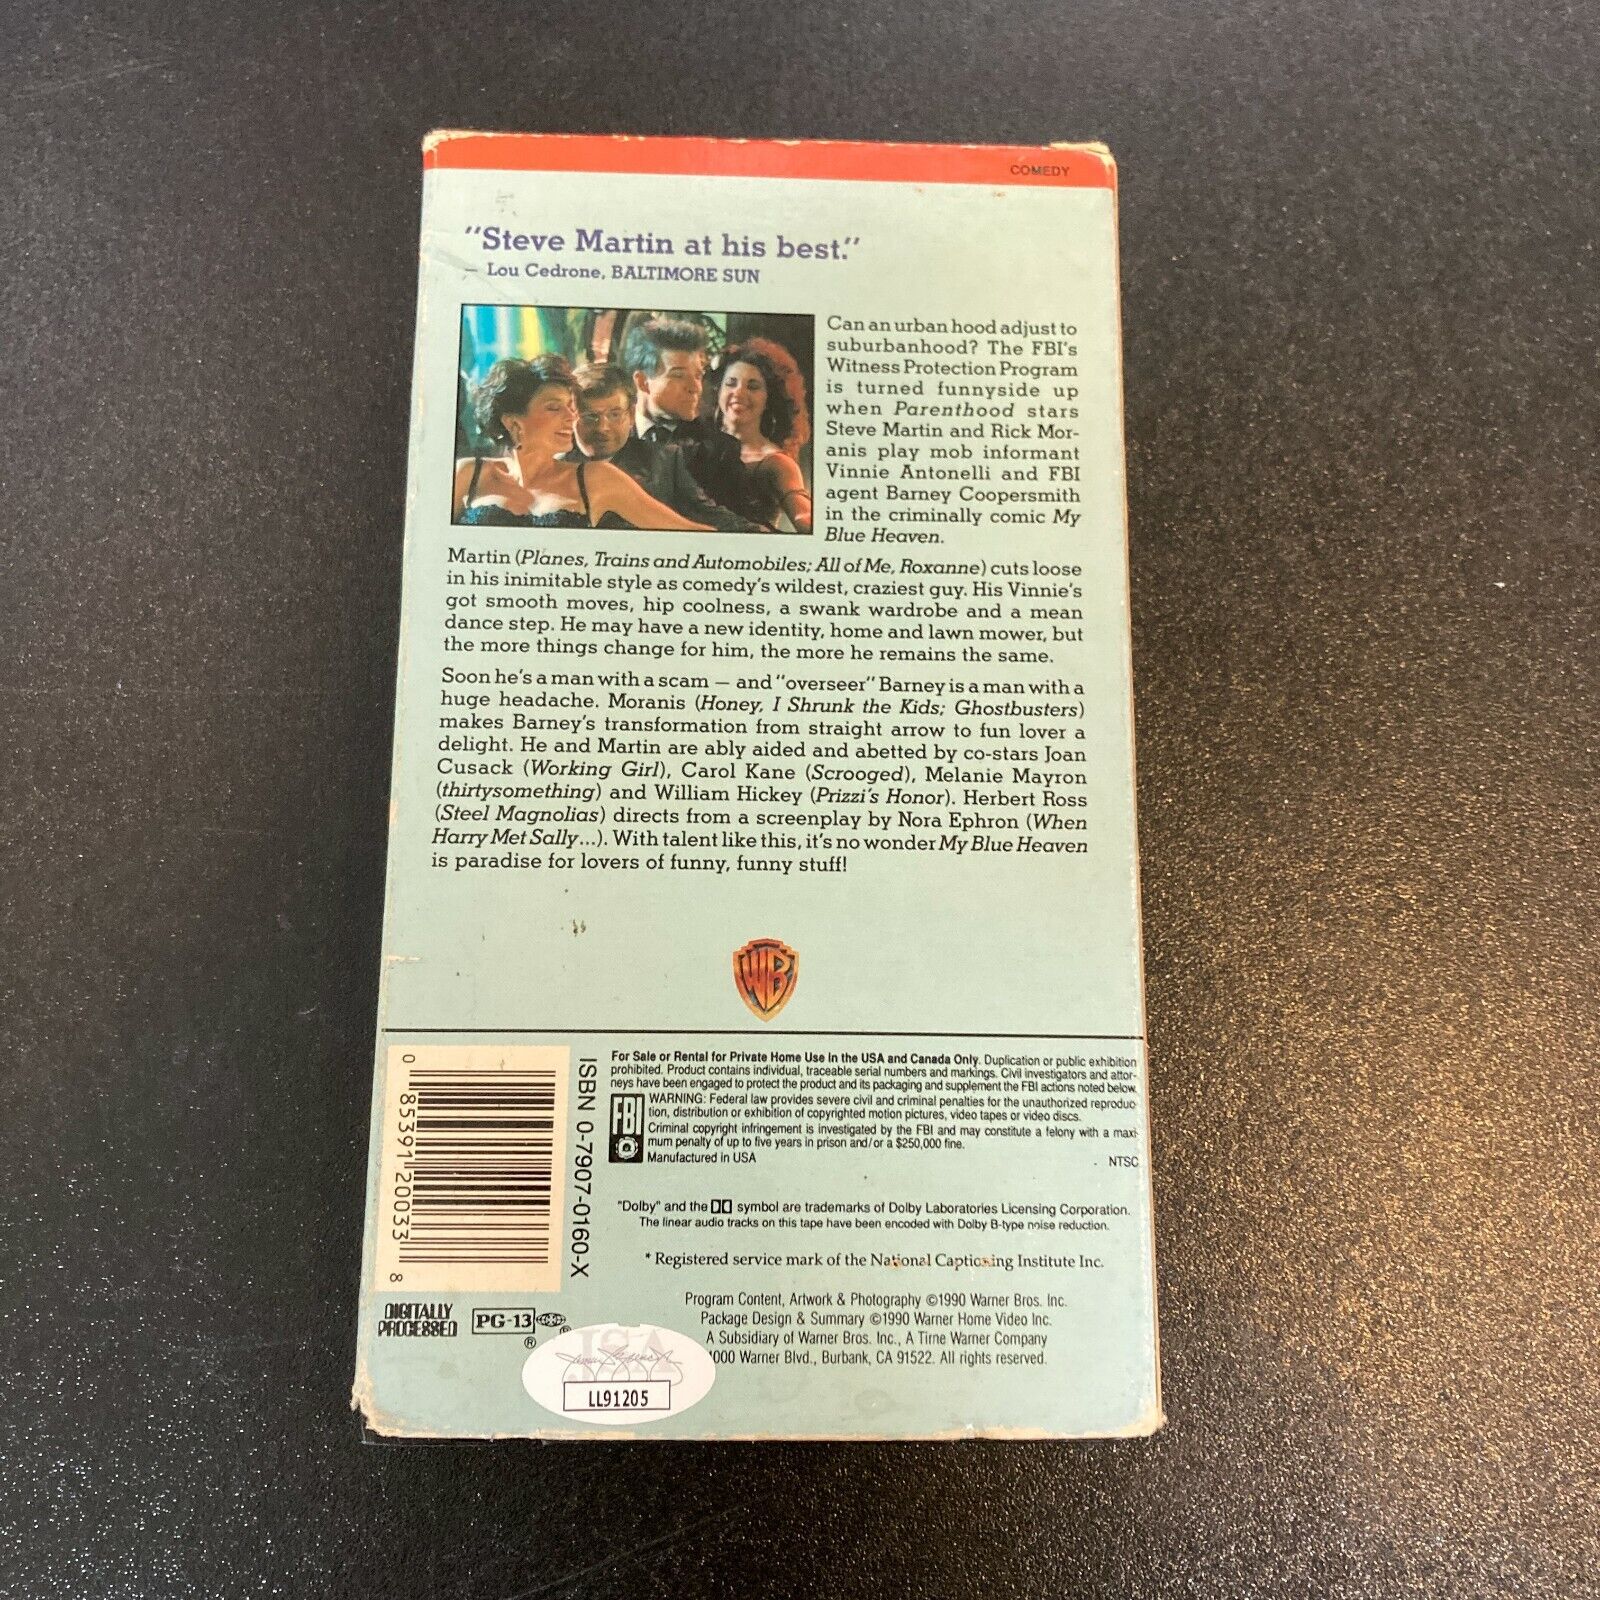 COMEDY
"Steve Martin at his best."
— Lou Cedrone, BALTIMORE SUN
Can an urban hood adjust to
suburbanhood? The FBI's
Witness Protection Program
is turned funnyside up
when Parenthood stars
Steve Martin and Rick Mor-
anis play mob informant
Vinnie Antonelli and FBI
agent Barney Coopersmith
in the criminally comic My
Blue Heaven.
Martin (Planes, Trains and Automobiles; All of Me, Roxanne) cuts loose
in his inimitable style as comedy's wildest, craziest guy. His Vinnie's
got smooth moves, hip coolness, a swank wardrobe and a mean
dance step. He may have a new identity, home and lawn mower, but
the more things change for him, the more he remains the same.
Soon he's a man with a scam — and "overseer" Barney is a man with a
huge headache. Moranis (Honey, I Shrunk the Kids; Ghostbusters)
makes Barney's transformation from straight arrow to fun lover a
delight. He and Martin are ably aided and abetted by co-stars Joan
Cusack (Working Girl), Carol Kane (Scrooged), Melanie Mayron
(thirtysomething) and William Hickey (Prizzi's Honor). Herbert Ross
(Steel Magnolias) directs from a screenplay by Nora Ephron (When
Harry Met Sally...). With talent like this, it's no wonder My Blue Heaven
is paradise for lovers of funny, funny stuff!
WB
0 85391 20033 8
ISBN 0-7907-0160-X
For Sale or Rental for Private Home Use in the USA and Canada Only. Duplication or public exhibition
prohibited. Product contains individual, traceable serial numbers and markings. Civil investigators and attor-
neys have been engaged to protect the product and its packaging and supplement the FBI actions noted below.
FBI
WARNING: Federal law provides severe civil and criminal penalties for the unauthorized reproduc-
tion, distribution or exhibition of copyrighted motion pictures, video tapes or video discs.
Criminal copyright infringement is investigated by the FBI and may constitute a felony with a maxi-
mum penalty of up to five years in prison and/or a $250,000 fine.
Manufactured in USA
NTSC
"Dolby" and the symbol are trademarks of Dolby Laboratories Licensing Corporation.
The linear audio tracks on this tape have been encoded with Dolby B-type noise reduction.
* Registered service mark of the National Captioning Institute Inc.
DIGITALLY
PROCESSED
PG-13 ®
®
Program Content, Artwork & Photography ©1990 Warner Bros. Inc.
Package Design & Summary ©1990 Warner Home Video Inc.
A Subsidiary of Warner Bros. Inc., A Time Warner Company
4000 Warner Blvd., Burbank, CA 91522. All rights reserved.
JSA
LL91205